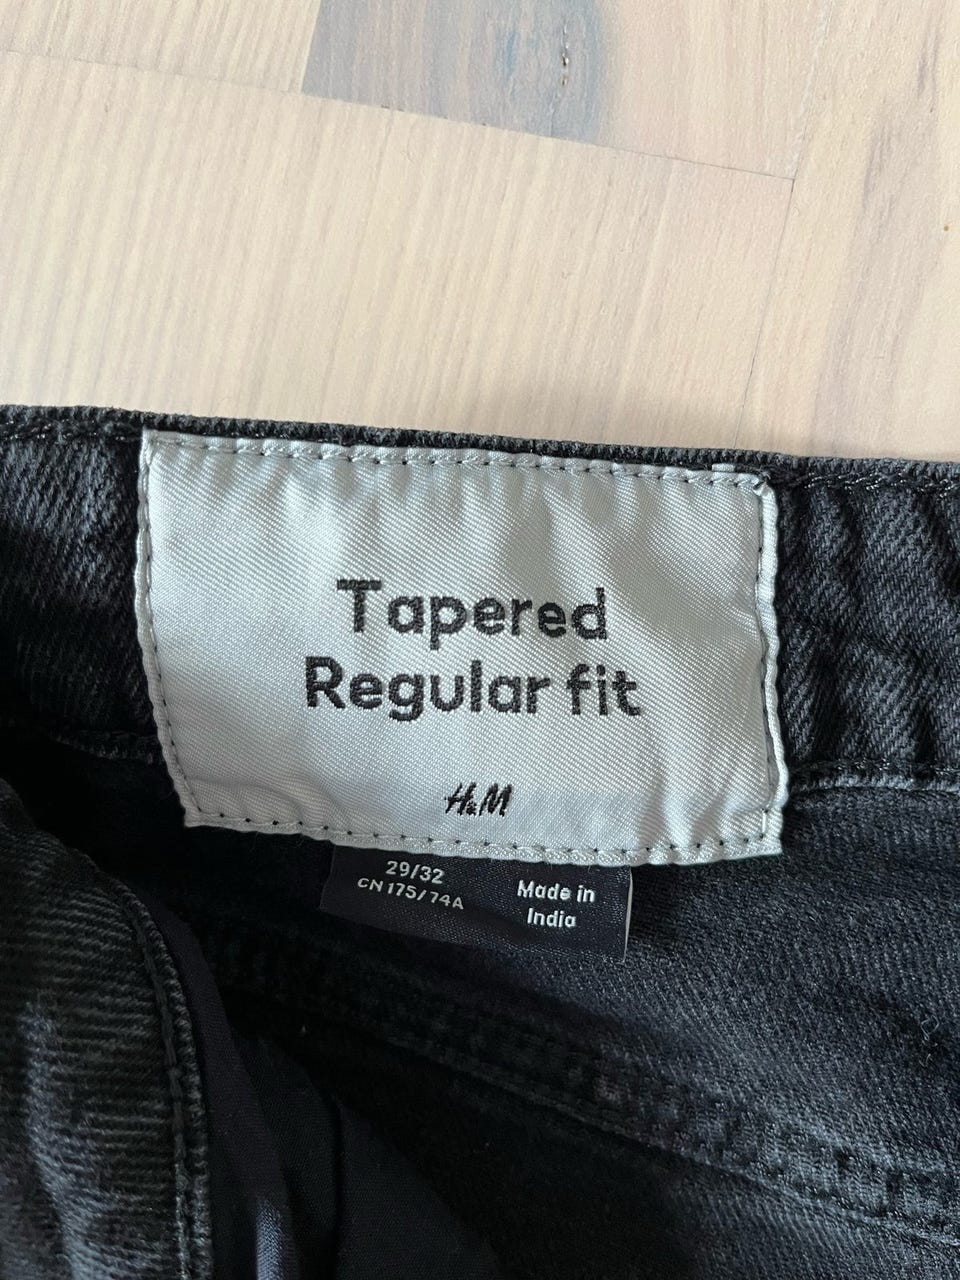 Tapered
Regular fit
H&M
29/32
CN 175/74A
Made in
India